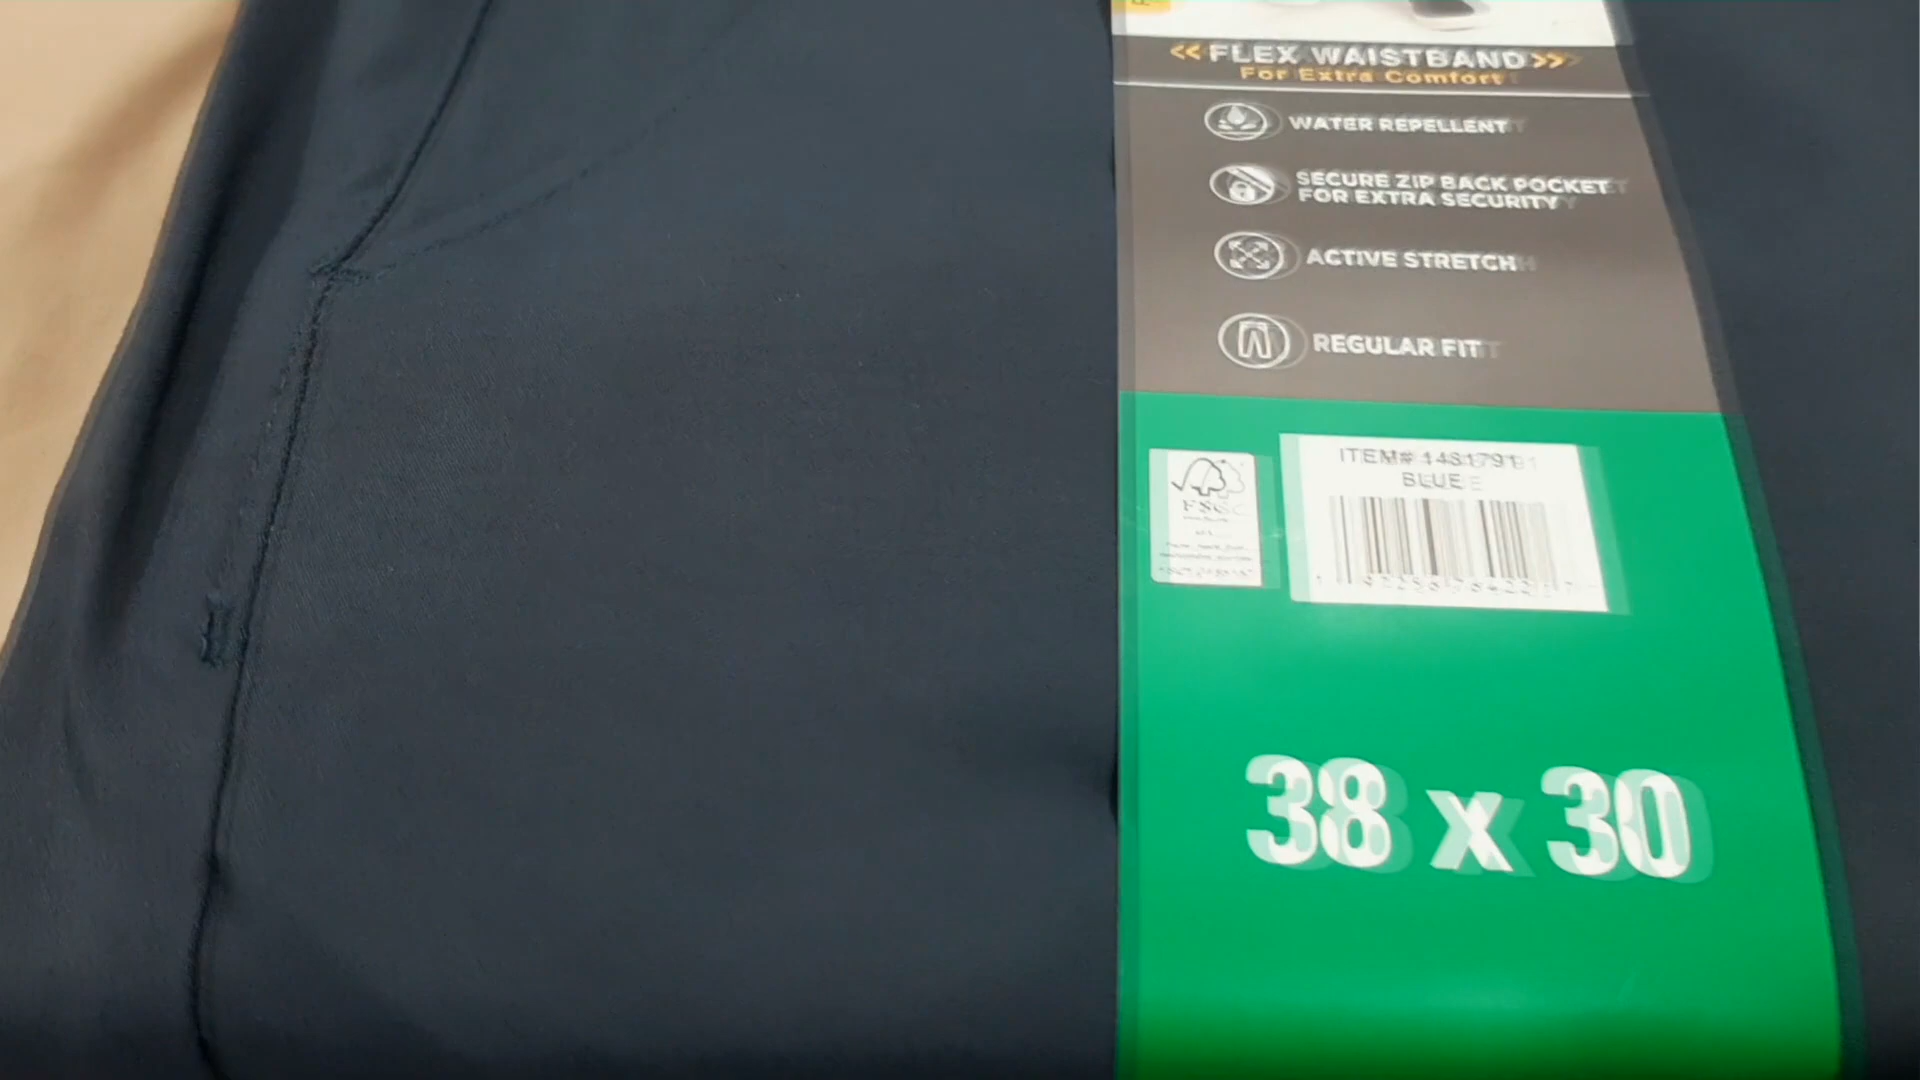 << FLEX WAISTBAND >>
For Extra Comfort
WATER REPELLENT
SECURE ZIP BACK POCKET
FOR EXTRA SECURITY
ACTIVE STRETCH
REGULAR FIT
FSC
ITEM# 1481791
BLUE
38 x 30